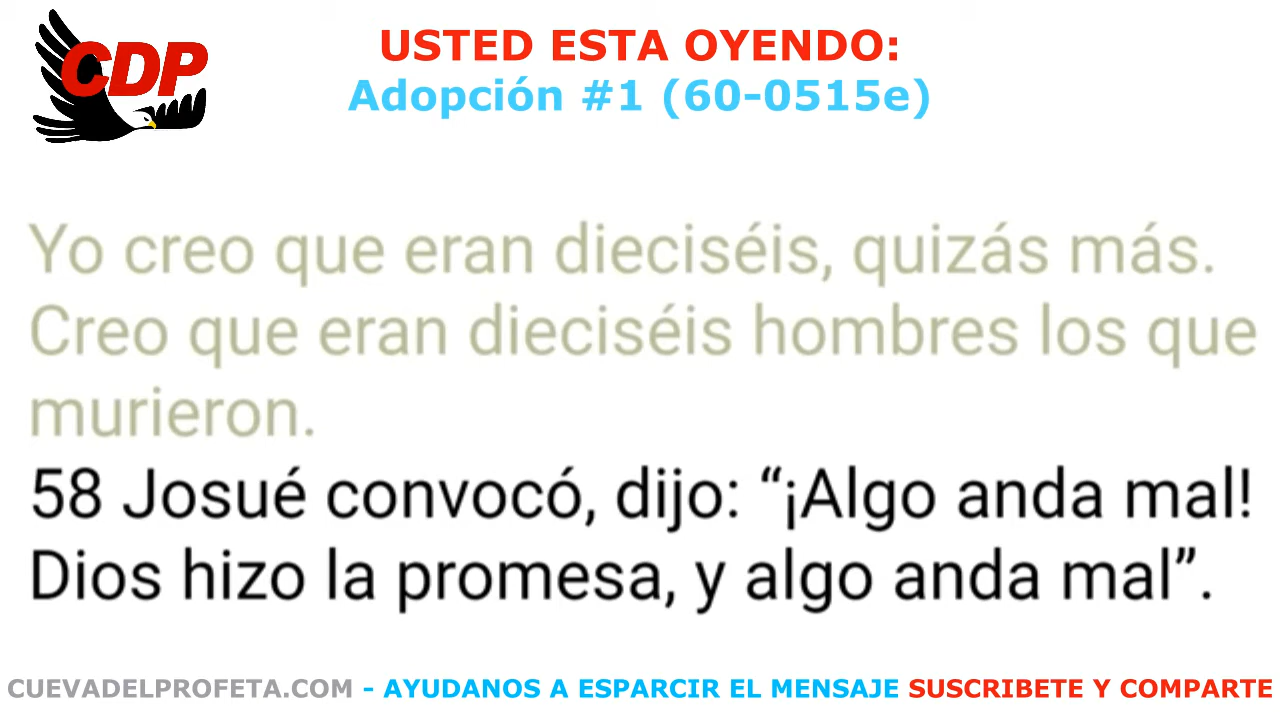 CDP
USTED ESTA OYENDO:
Adopción #1 (60-0515e)
Yo creo que eran dieciséis, quizás más.
Creo que eran dieciséis hombres los que
murieron.
58 Josué convocó, dijo: “¡Algo anda mal!
Dios hizo la promesa, y algo anda mal”.
CUEVADELPROFETA.COM - AYUDANOS A ESPARCIR EL MENSAJE SUSCRIBETE Y COMPARTE